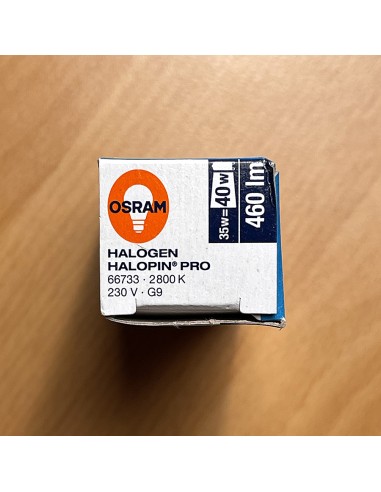 OSRAM
HALOGEN
HALOPIN® PRO
66733 · 2800 K
230 V · G9
35w=40w
460 lm